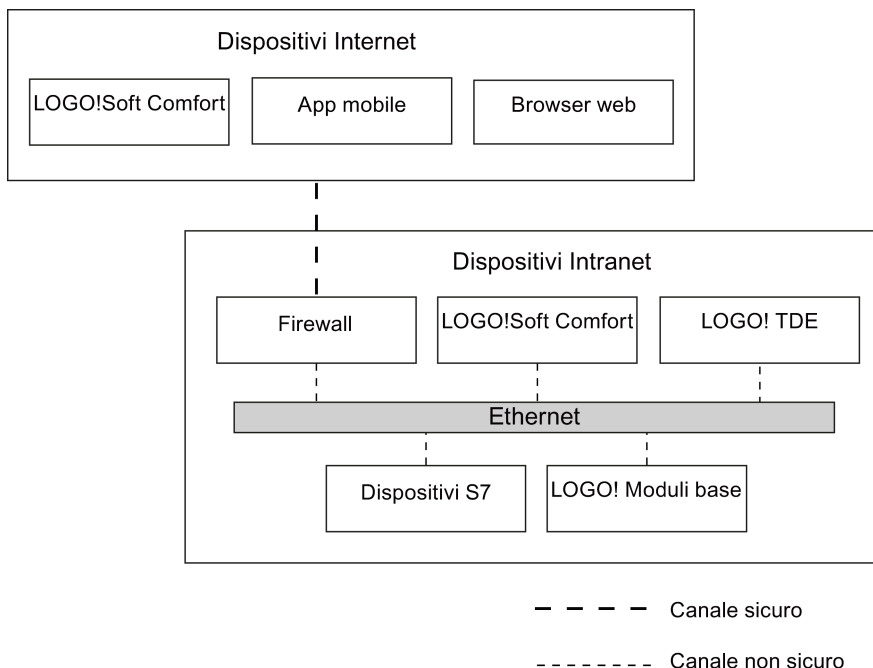 Dispositivi Internet
LOGO!Soft Comfort
App mobile
Browser web
Dispositivi Intranet
Firewall
LOGO!Soft Comfort
LOGO! TDE
Ethernet
Dispositivi S7
LOGO! Moduli base
Canale sicuro
Canale non sicuro